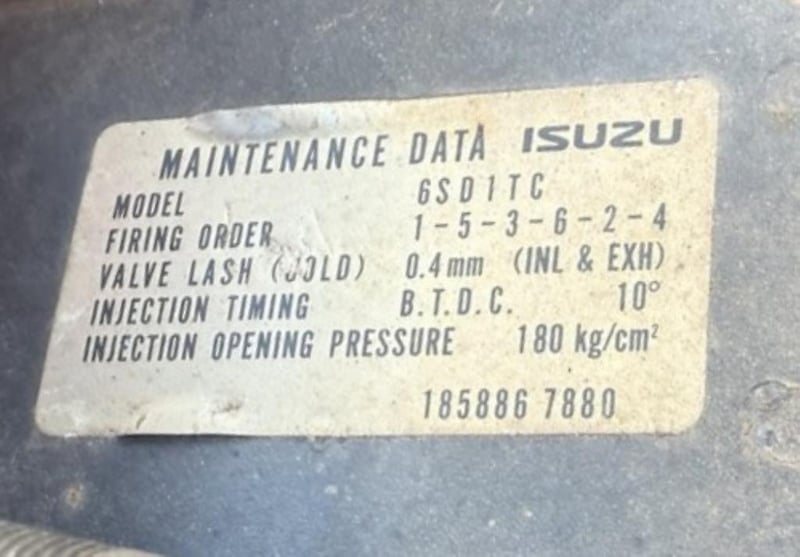 MAINTENANCE DATA ISUZU
MODEL 6SD1TC
FIRING ORDER 1-5-3-6-2-4
VALVE LASH (COLD) 0.4mm (INL & EXH)
INJECTION TIMING B.T.D.C. 10°
INJECTION OPENING PRESSURE 180 kg/cm²
185886 7880